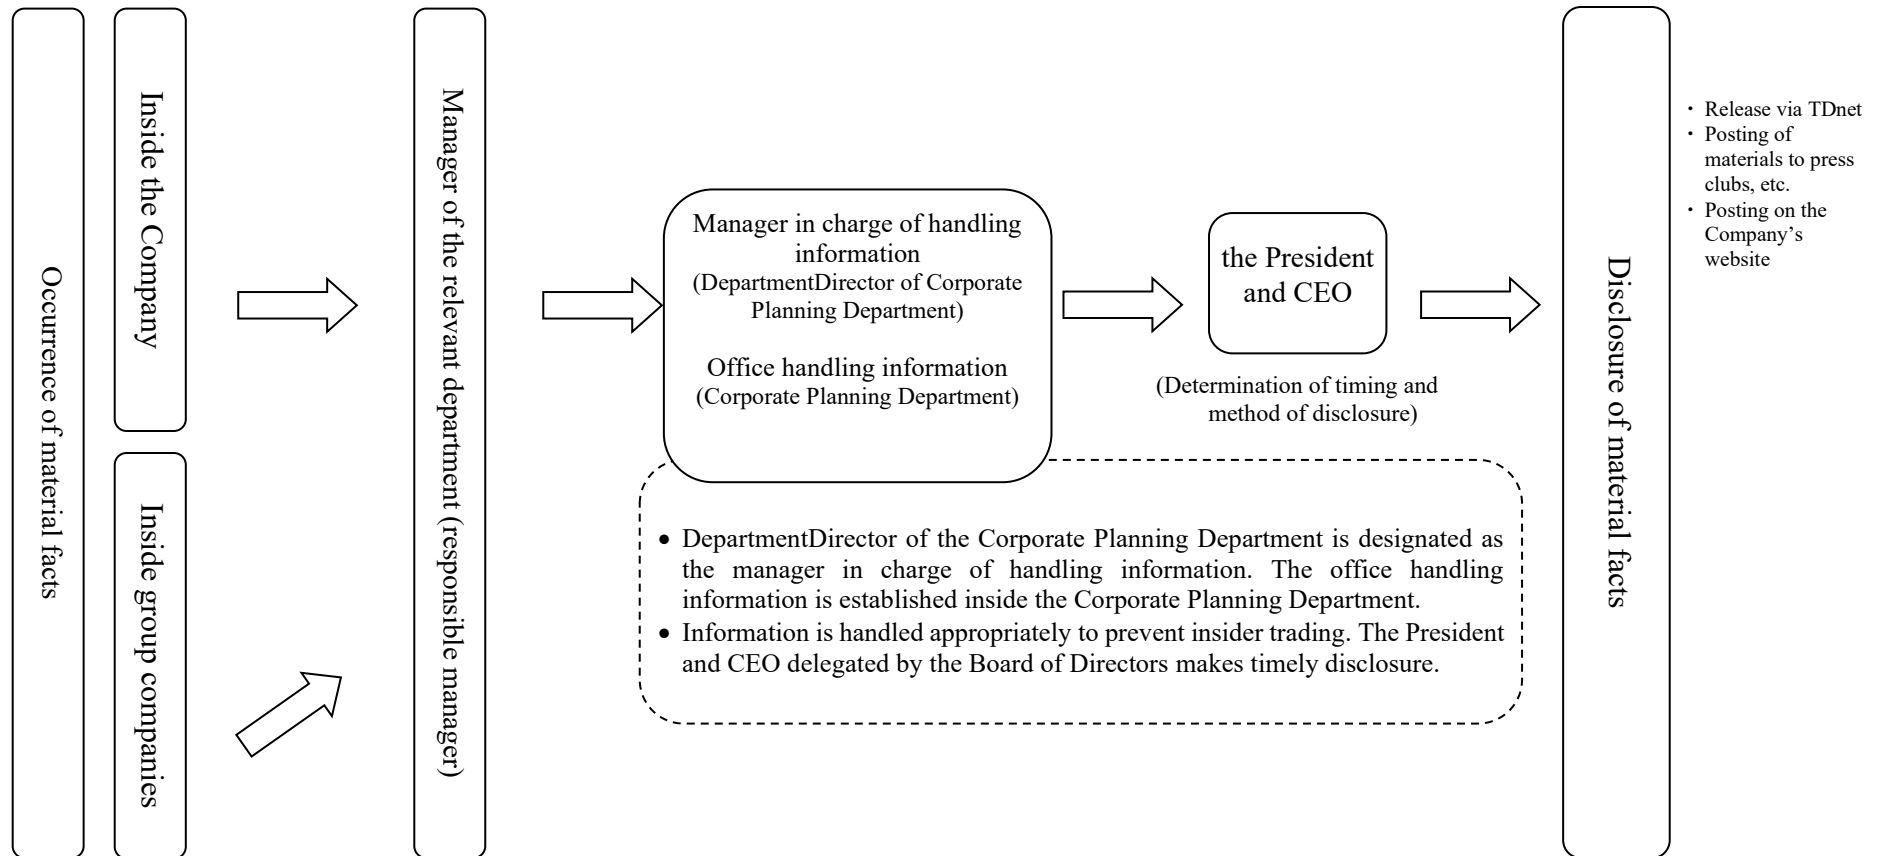 Occurrence of material facts
Inside the Company
Inside group companies
Manager of the relevant department (responsible manager)
Manager in charge of handling
information
(DepartmentDirector of Corporate
Planning Department)
Office handling information
(Corporate Planning Department)
the President
and CEO
(Determination of timing and
method of disclosure)
• DepartmentDirector of the Corporate Planning Department is designated as
the manager in charge of handling information. The office handling
information is established inside the Corporate Planning Department.
• Information is handled appropriately to prevent insider trading. The President
and CEO delegated by the Board of Directors makes timely disclosure.
Disclosure of material facts
・ Release via TDnet
・ Posting of
materials to press
clubs, etc.
・ Posting on the
Company’s
website